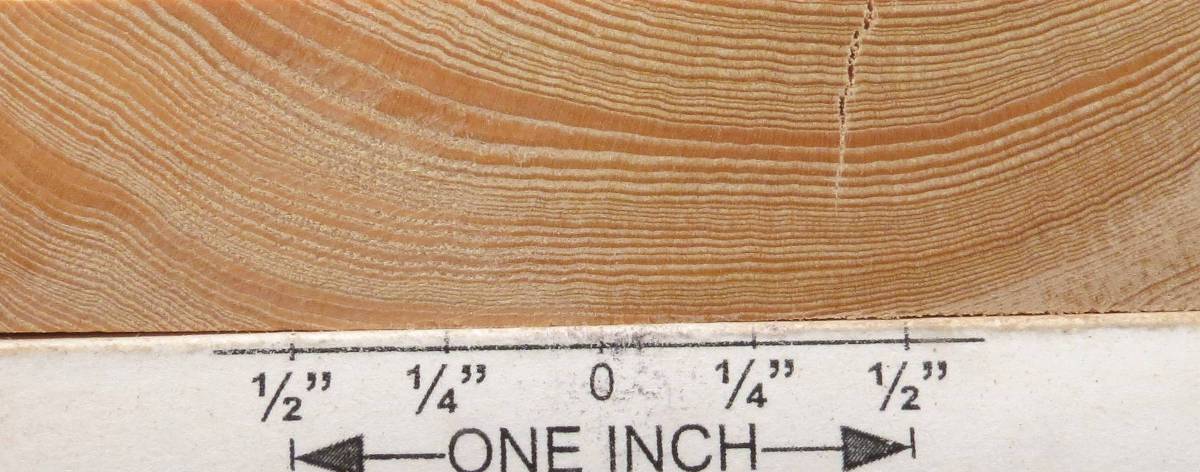 ½” ¼” 0 ¼” ½”
ONE INCH